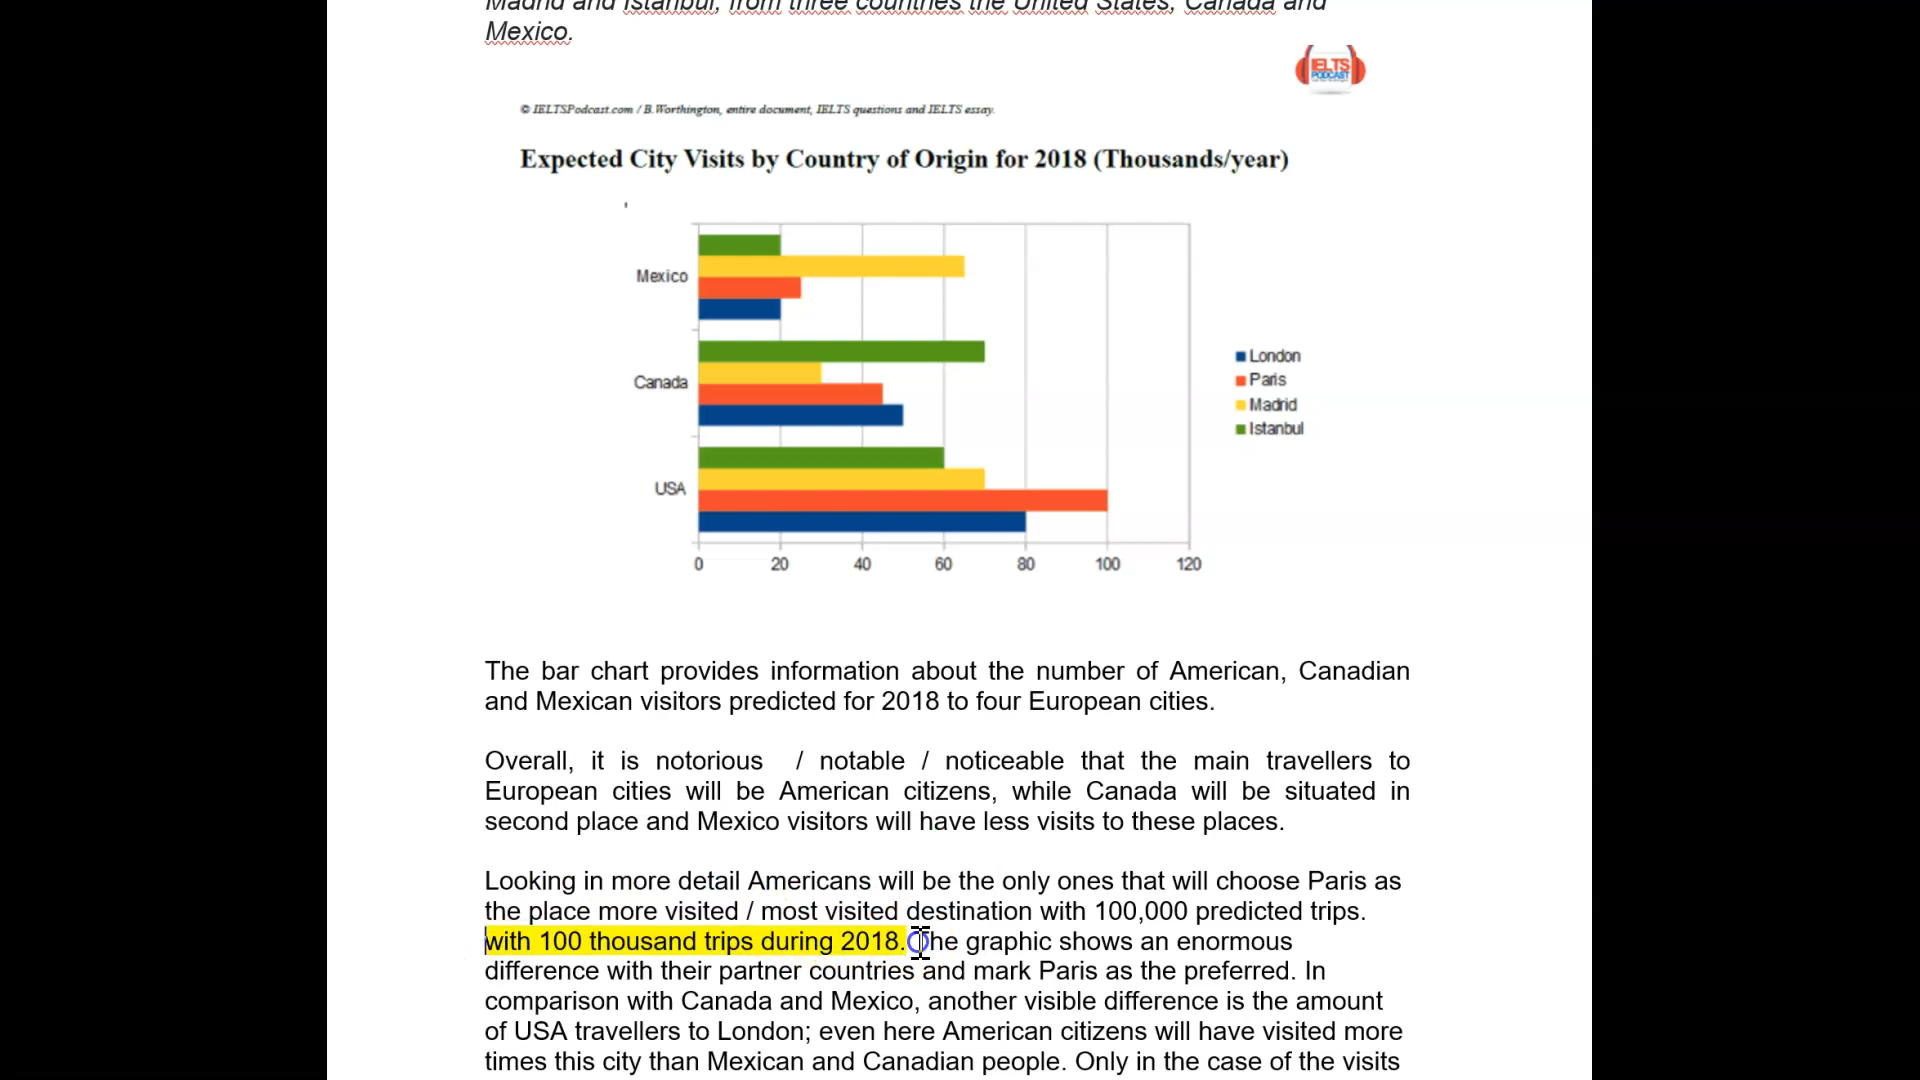 Madrid and Istanbul, from three countries the United States, Canada and
Mexico.
IELTS
PODCAST
© IELTSPodcast.com / B.Worthington, entire document, IELTS questions and IELTS essay.
Expected City Visits by Country of Origin for 2018 (Thousands/year)
Mexico
Canada
USA
London
Paris
Madrid
Istanbul
0 20 40 60 80 100 120
The bar chart provides information about the number of American, Canadian
and Mexican visitors predicted for 2018 to four European cities.
Overall, it is notorious / notable / noticeable that the main travellers to
European cities will be American citizens, while Canada will be situated in
second place and Mexico visitors will have less visits to these places.
Looking in more detail Americans will be the only ones that will choose Paris as
the place more visited / most visited destination with 100,000 predicted trips.
with 100 thousand trips during 2018. The graphic shows an enormous
difference with their partner countries and mark Paris as the preferred. In
comparison with Canada and Mexico, another visible difference is the amount
of USA travellers to London; even here American citizens will have visited more
times this city than Mexican and Canadian people. Only in the case of the visits